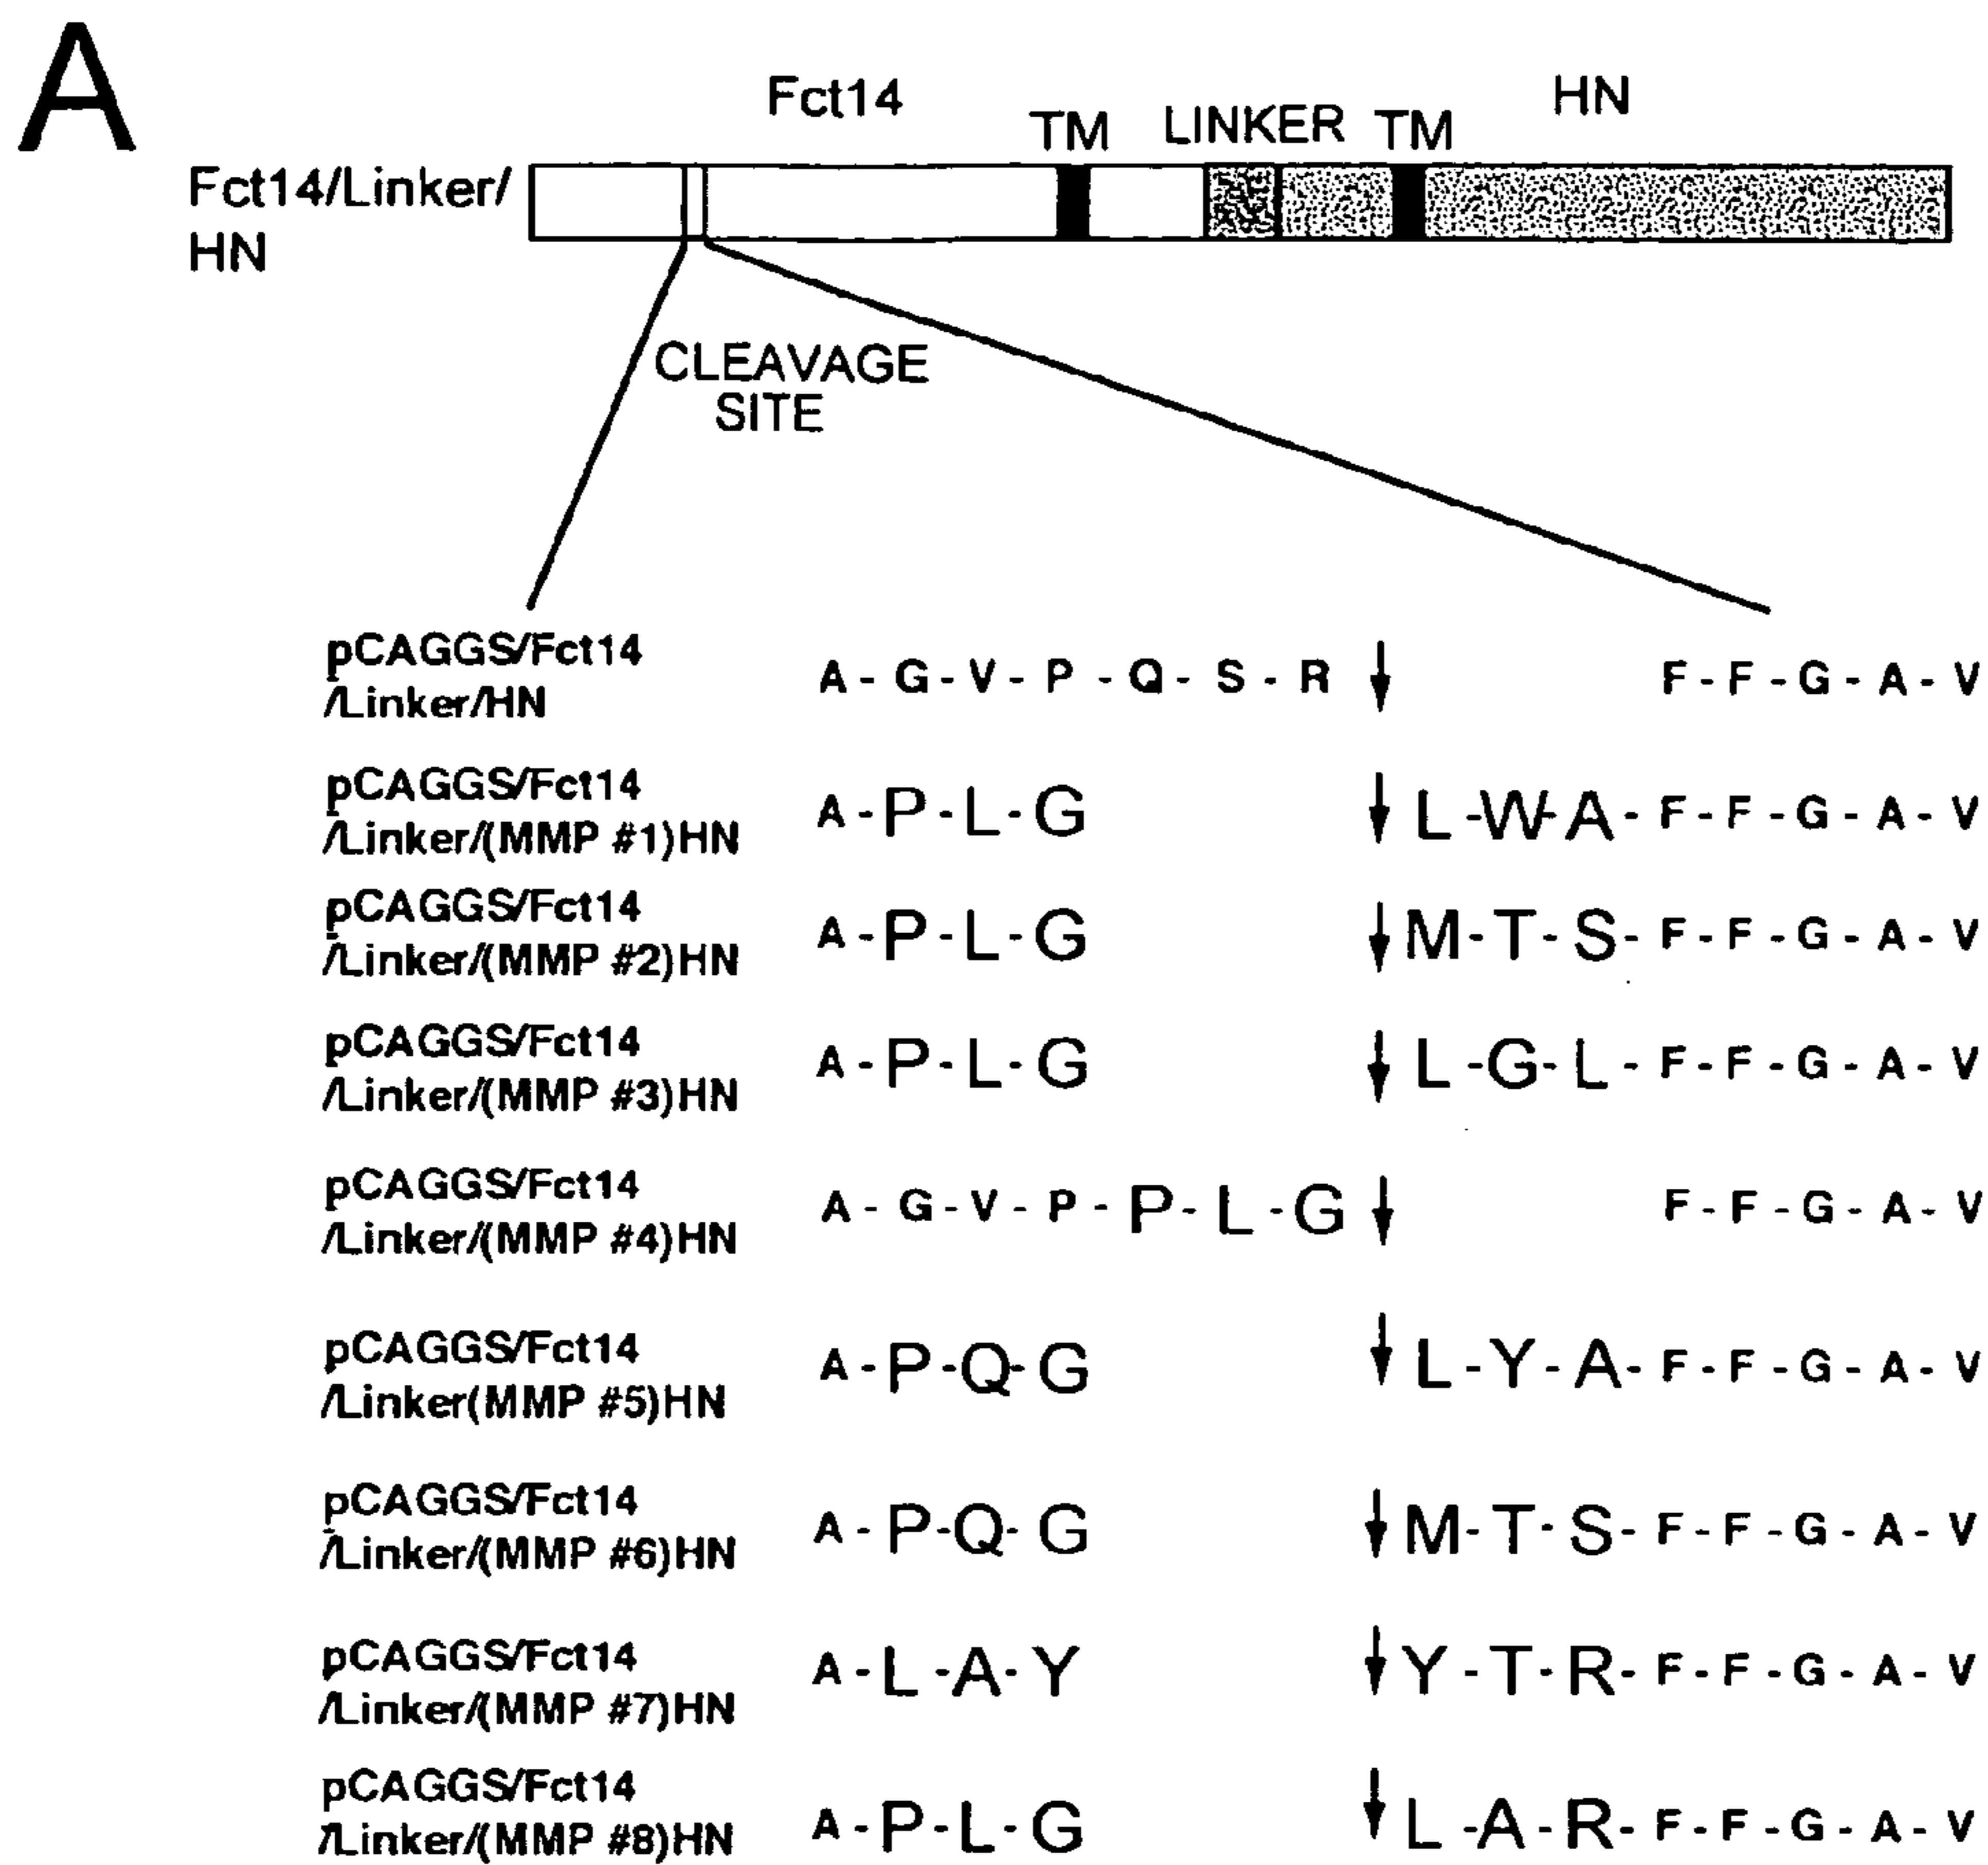 A
Fct14 HN
TM LINKER TM
Fct14/Linker/
HN
CLEAVAGE
SITE
pCAGGS/Fct14
/Linker/HN
A - G - V - P - Q - S - R ↓ F - F - G - A - V
pCAGGS/Fct14
/Linker/(MMP #1)HN
A - P - L - G ↓ L - W - A - F - F - G - A - V
pCAGGS/Fct14
/Linker/(MMP #2)HN
A - P - L - G ↓ M - T - S - F - F - G - A - V
pCAGGS/Fct14
/Linker/(MMP #3)HN
A - P - L - G ↓ L - G - L - F - F - G - A - V
pCAGGS/Fct14
/Linker/(MMP #4)HN
A - G - V - P - P - L - G ↓ F - F - G - A - V
pCAGGS/Fct14
/Linker(MMP #5)HN
A - P - Q - G ↓ L - Y - A - F - F - G - A - V
pCAGGS/Fct14
/Linker/(MMP #6)HN
A - P - Q - G ↓ M - T - S - F - F - G - A - V
pCAGGS/Fct14
/Linker/(MMP #7)HN
A - L - A - Y ↓ Y - T - R - F - F - G - A - V
pCAGGS/Fct14
/Linker/(MMP #8)HN
A - P - L - G ↓ L - A - R - F - F - G - A - V